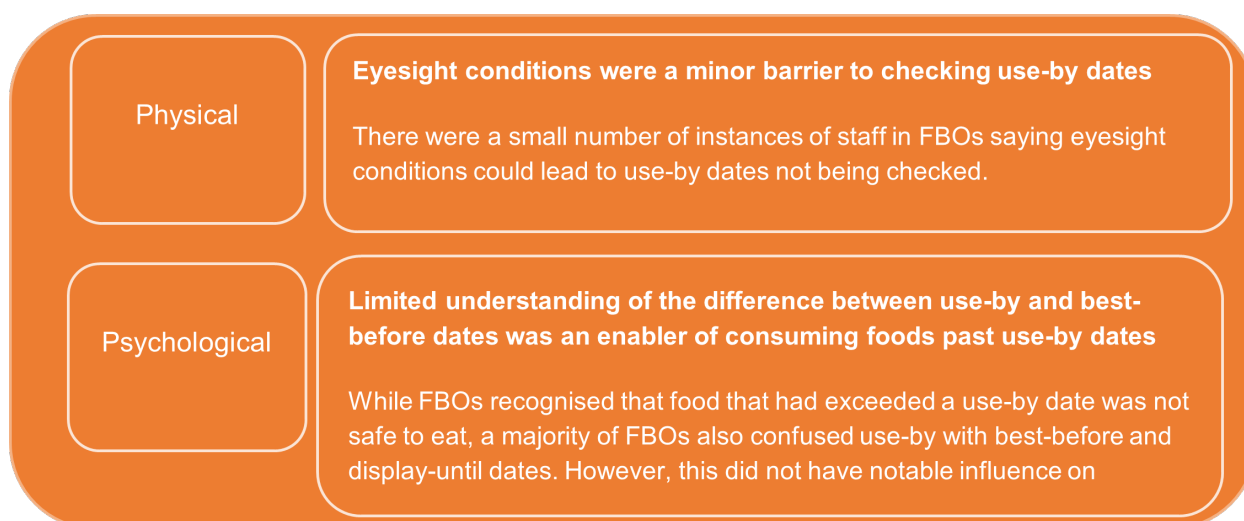 Physical
Eyesight conditions were a minor barrier to checking use-by dates
There were a small number of instances of staff in FBOs saying eyesight
conditions could lead to use-by dates not being checked.
Psychological
Limited understanding of the difference between use-by and best-
before dates was an enabler of consuming foods past use-by dates
While FBOs recognised that food that had exceeded a use-by date was not
safe to eat, a majority of FBOs also confused use-by with best-before and
display-until dates. However, this did not have notable influence on